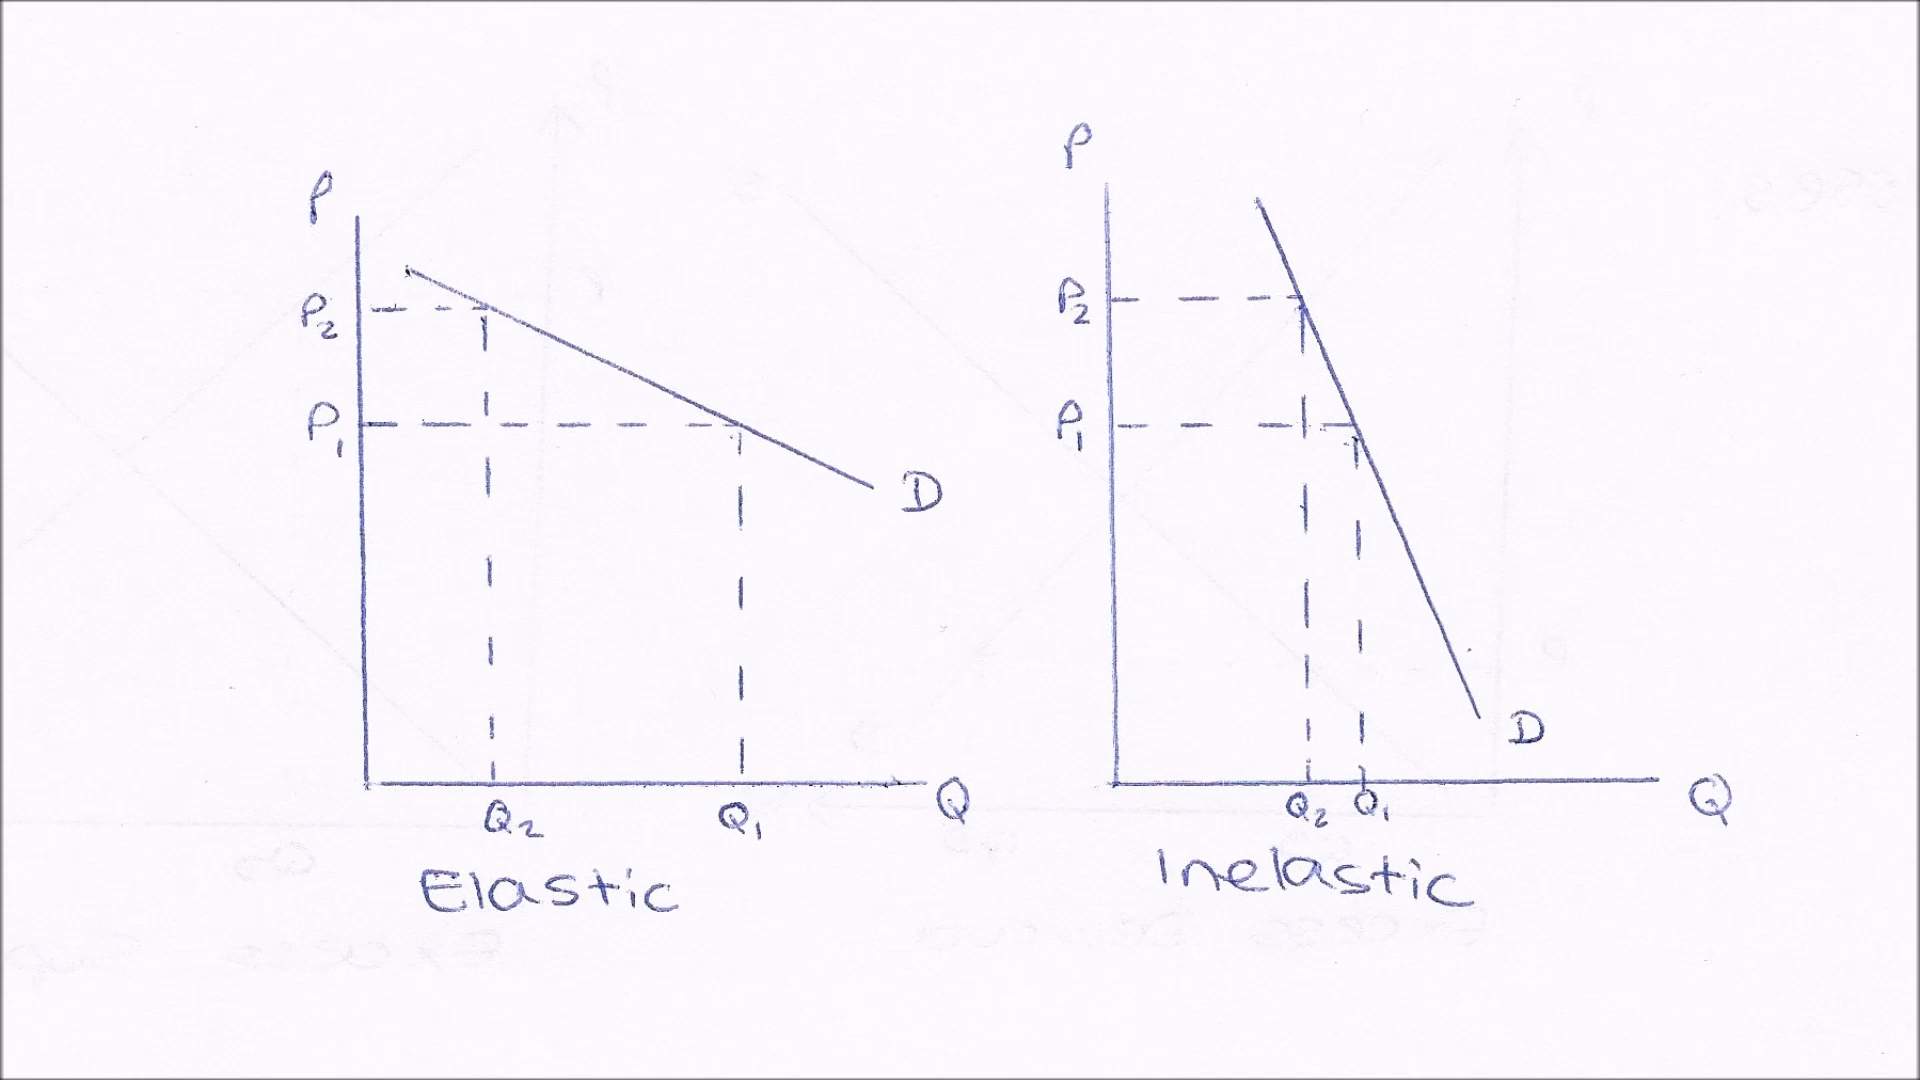 P
P₂
P₁
D
Q₂
Q₁
Q
Elastic
P
P₂
P₁
D
Q₂
Q₁
Q
Inelastic